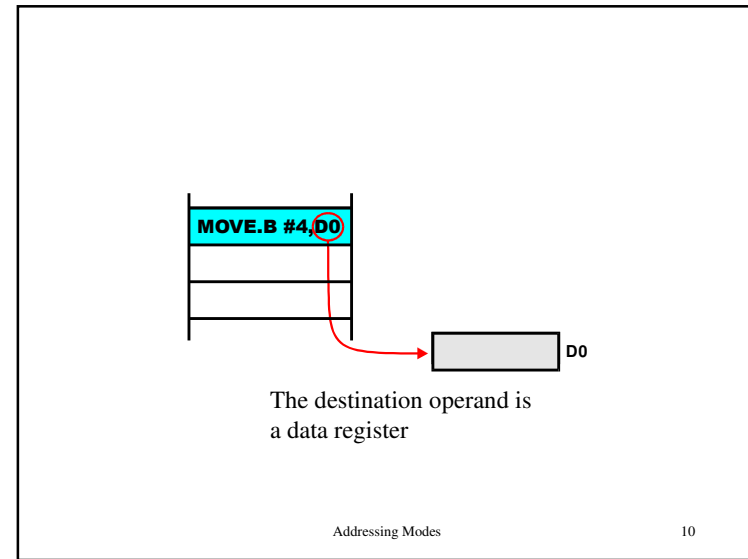 MOVE.B #4,D0
D0
The destination operand is
a data register
Addressing Modes 10